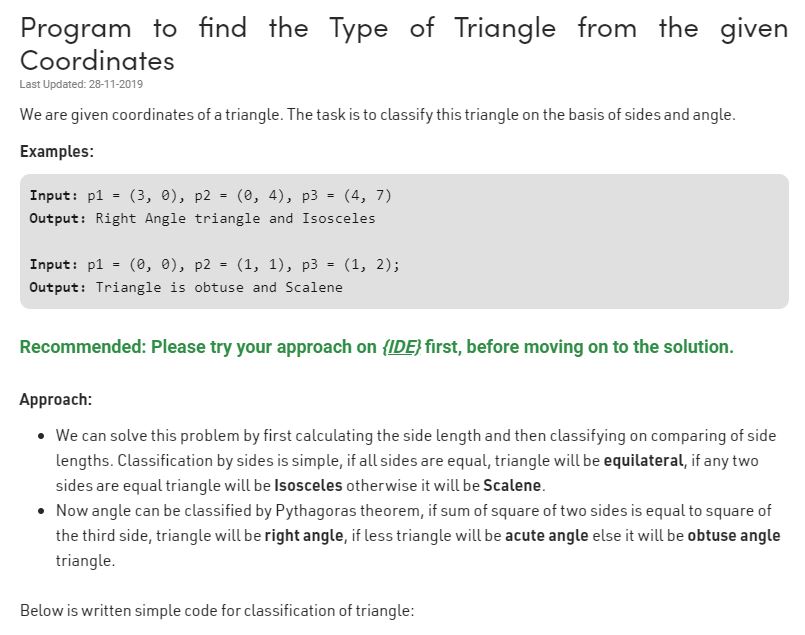 Program to find the Type of Triangle from the given
Coordinates
Last Updated: 28-11-2019
We are given coordinates of a triangle. The task is to classify this triangle on the basis of sides and angle.
Examples:
Input: p1 = (3, 0), p2 = (0, 4), p3 = (4, 7)
Output: Right Angle triangle and Isosceles
Input: p1 = (0, 0), p2 = (1, 1), p3 = (1, 2);
Output: Triangle is obtuse and Scalene
Recommended: Please try your approach on {IDE} first, before moving on to the solution.
Approach:
• We can solve this problem by first calculating the side length and then classifying on comparing of side
lengths. Classification by sides is simple, if all sides are equal, triangle will be equilateral, if any two
sides are equal triangle will be Isosceles otherwise it will be Scalene.
• Now angle can be classified by Pythagoras theorem, if sum of square of two sides is equal to square of
the third side, triangle will be right angle, if less triangle will be acute angle else it will be obtuse angle
triangle.
Below is written simple code for classification of triangle: